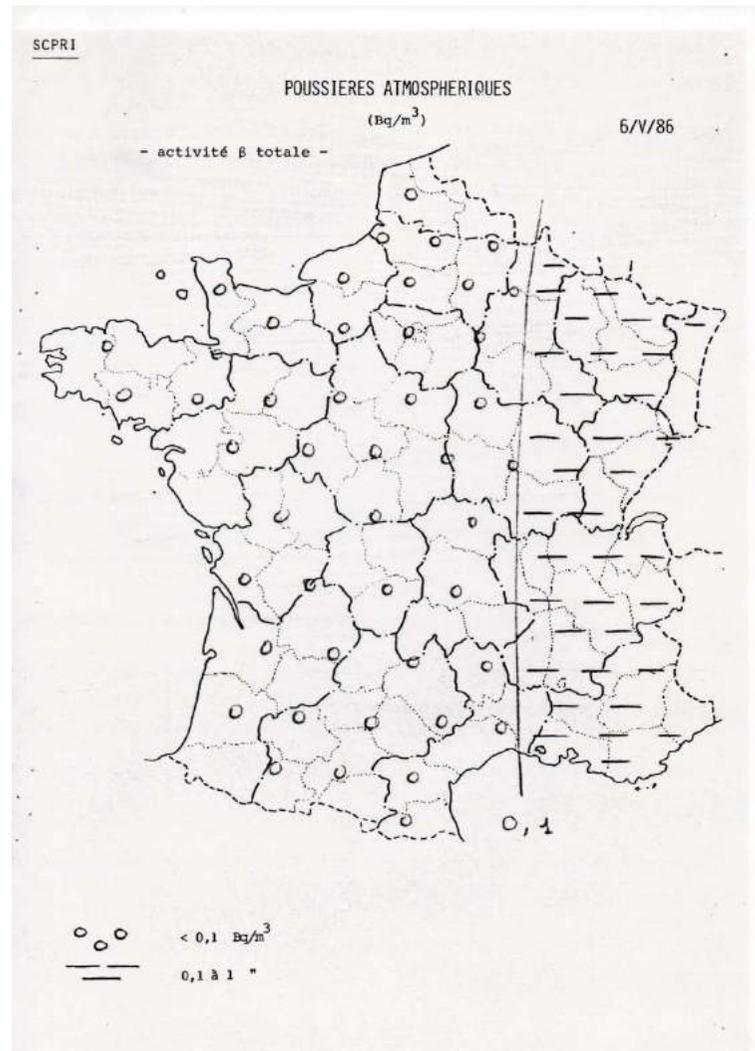 SCPRI
POUSSIERES ATMOSPHERIQUES
(Bq/m³)
6/V/86
- activité β totale -
0,1
< 0,1 Bq/m³
0,1 à 1 "